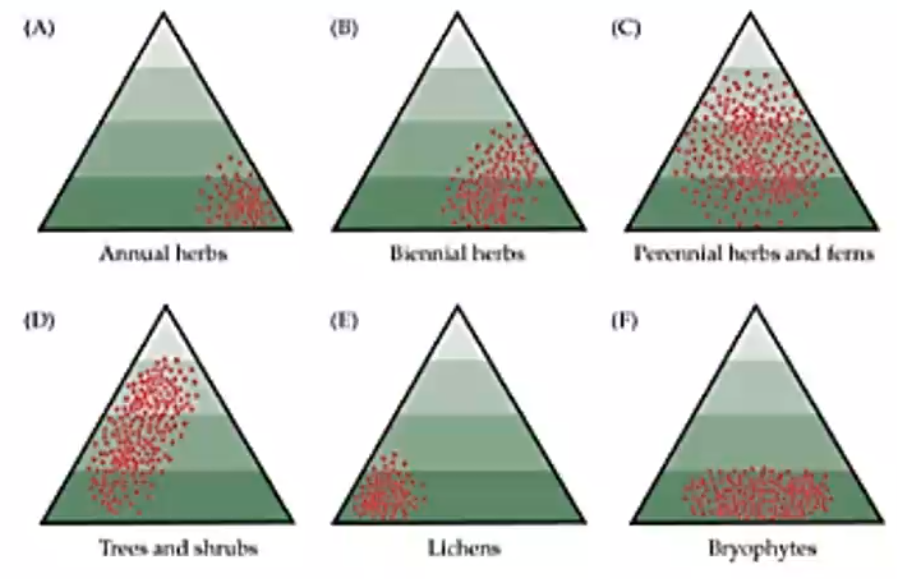 (A)
(B)
(C)
Annual herbs
Biennial herbs
Perennial herbs and ferns
(D)
(E)
(F)
Trees and shrubs
Lichens
Bryophytes